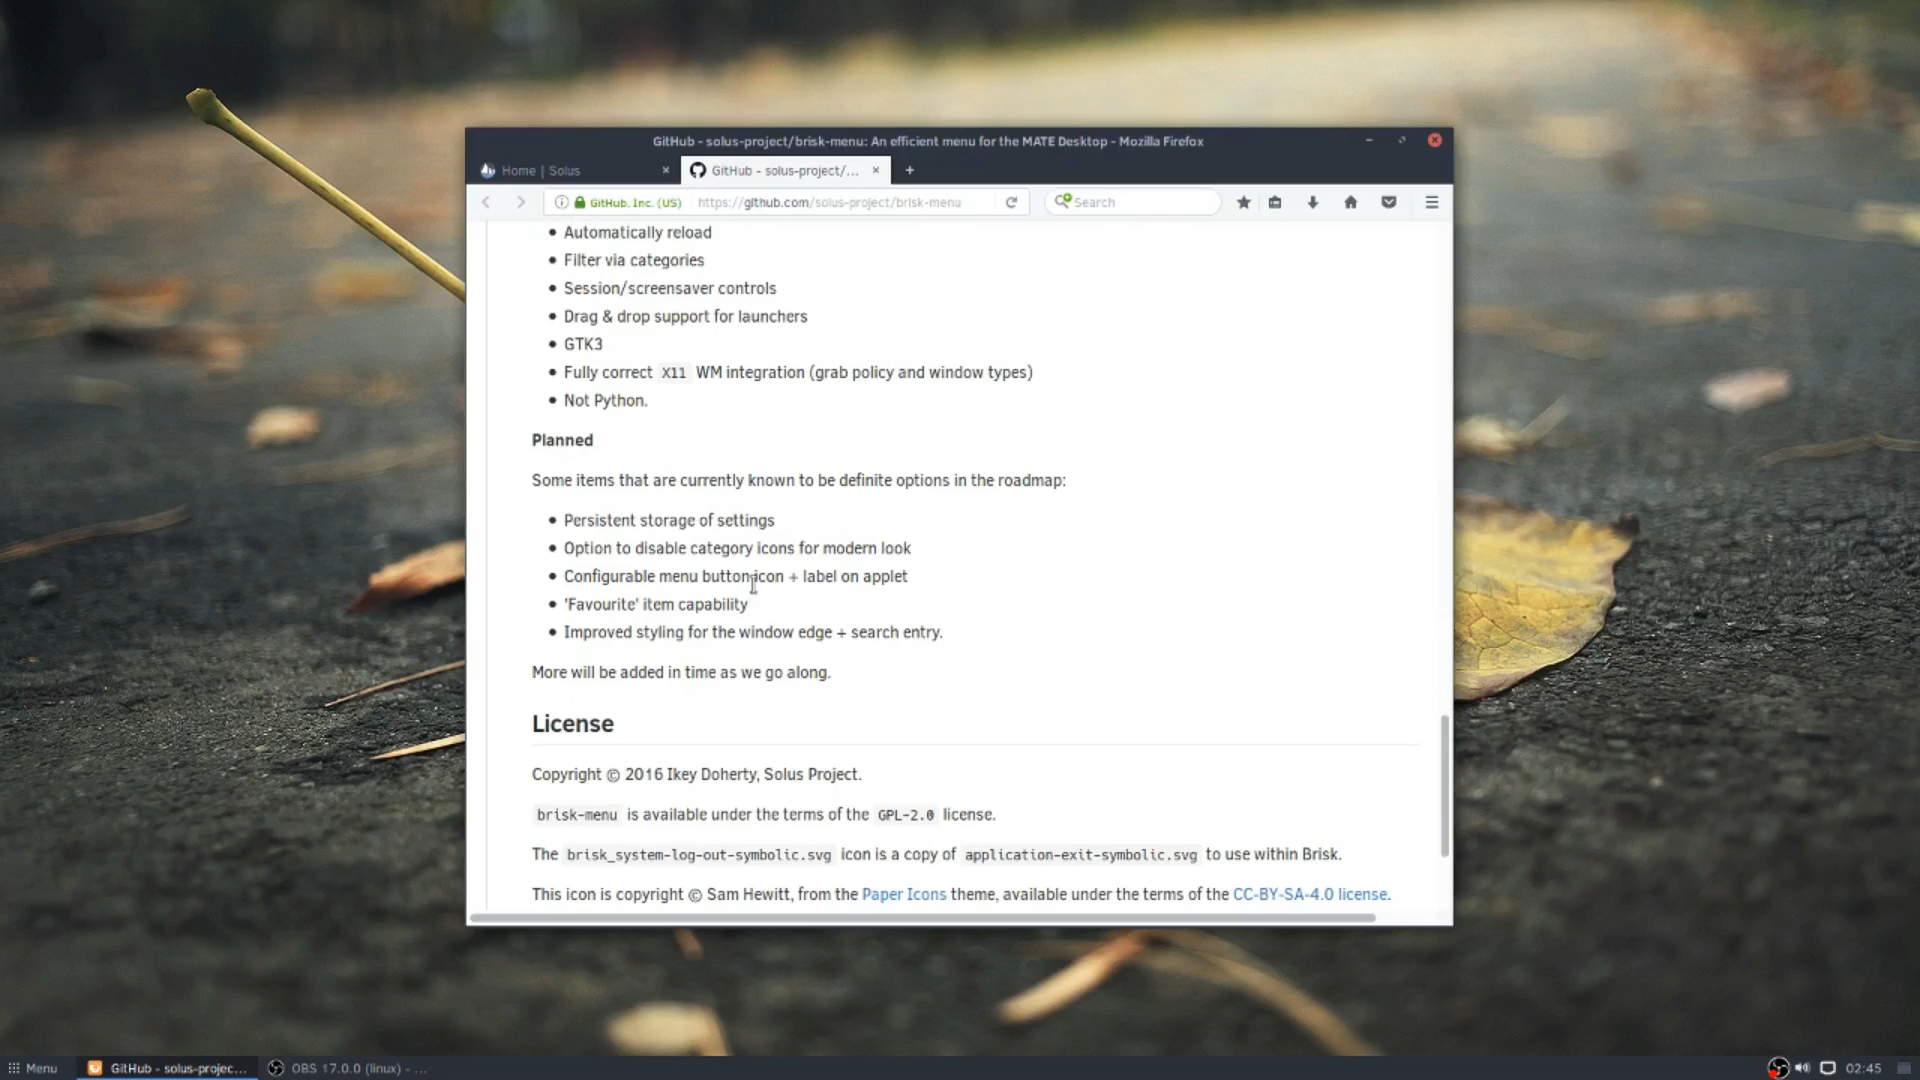 GitHub - solus-project/brisk-menu: An efficient menu for the MATE Desktop - Mozilla Firefox
Home | Solus
GitHub - solus-project/...
GitHub, Inc. (US)
https://github.com/solus-project/brisk-menu
Search
Automatically reload
Filter via categories
Session/screensaver controls
Drag & drop support for launchers
GTK3
Fully correct X11 WM integration (grab policy and window types)
Not Python.
Planned
Some items that are currently known to be definite options in the roadmap:
Persistent storage of settings
Option to disable category icons for modern look
Configurable menu button icon + label on applet
'Favourite' item capability
Improved styling for the window edge + search entry.
More will be added in time as we go along.
License
Copyright © 2016 Ikey Doherty, Solus Project.
brisk-menu is available under the terms of the GPL-2.0 license.
The brisk_system-log-out-symbolic.svg icon is a copy of application-exit-symbolic.svg to use within Brisk.
This icon is copyright © Sam Hewitt, from the Paper Icons theme, available under the terms of the CC-BY-SA-4.0 license.
Menu
GitHub - solus-projec...
OBS 17.0.0 (linux) - ...
02:45